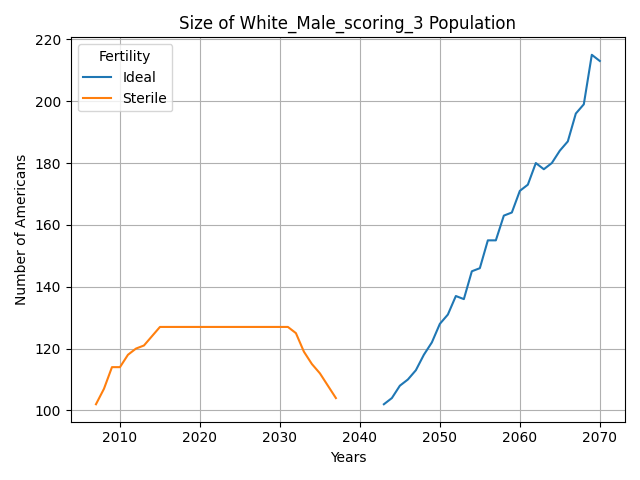 Size of White_Male_scoring_3 Population
Number of Americans
220
200
180
160
140
120
100
Fertility
Ideal
Sterile
2010 2020 2030 2040 2050 2060 2070
Years